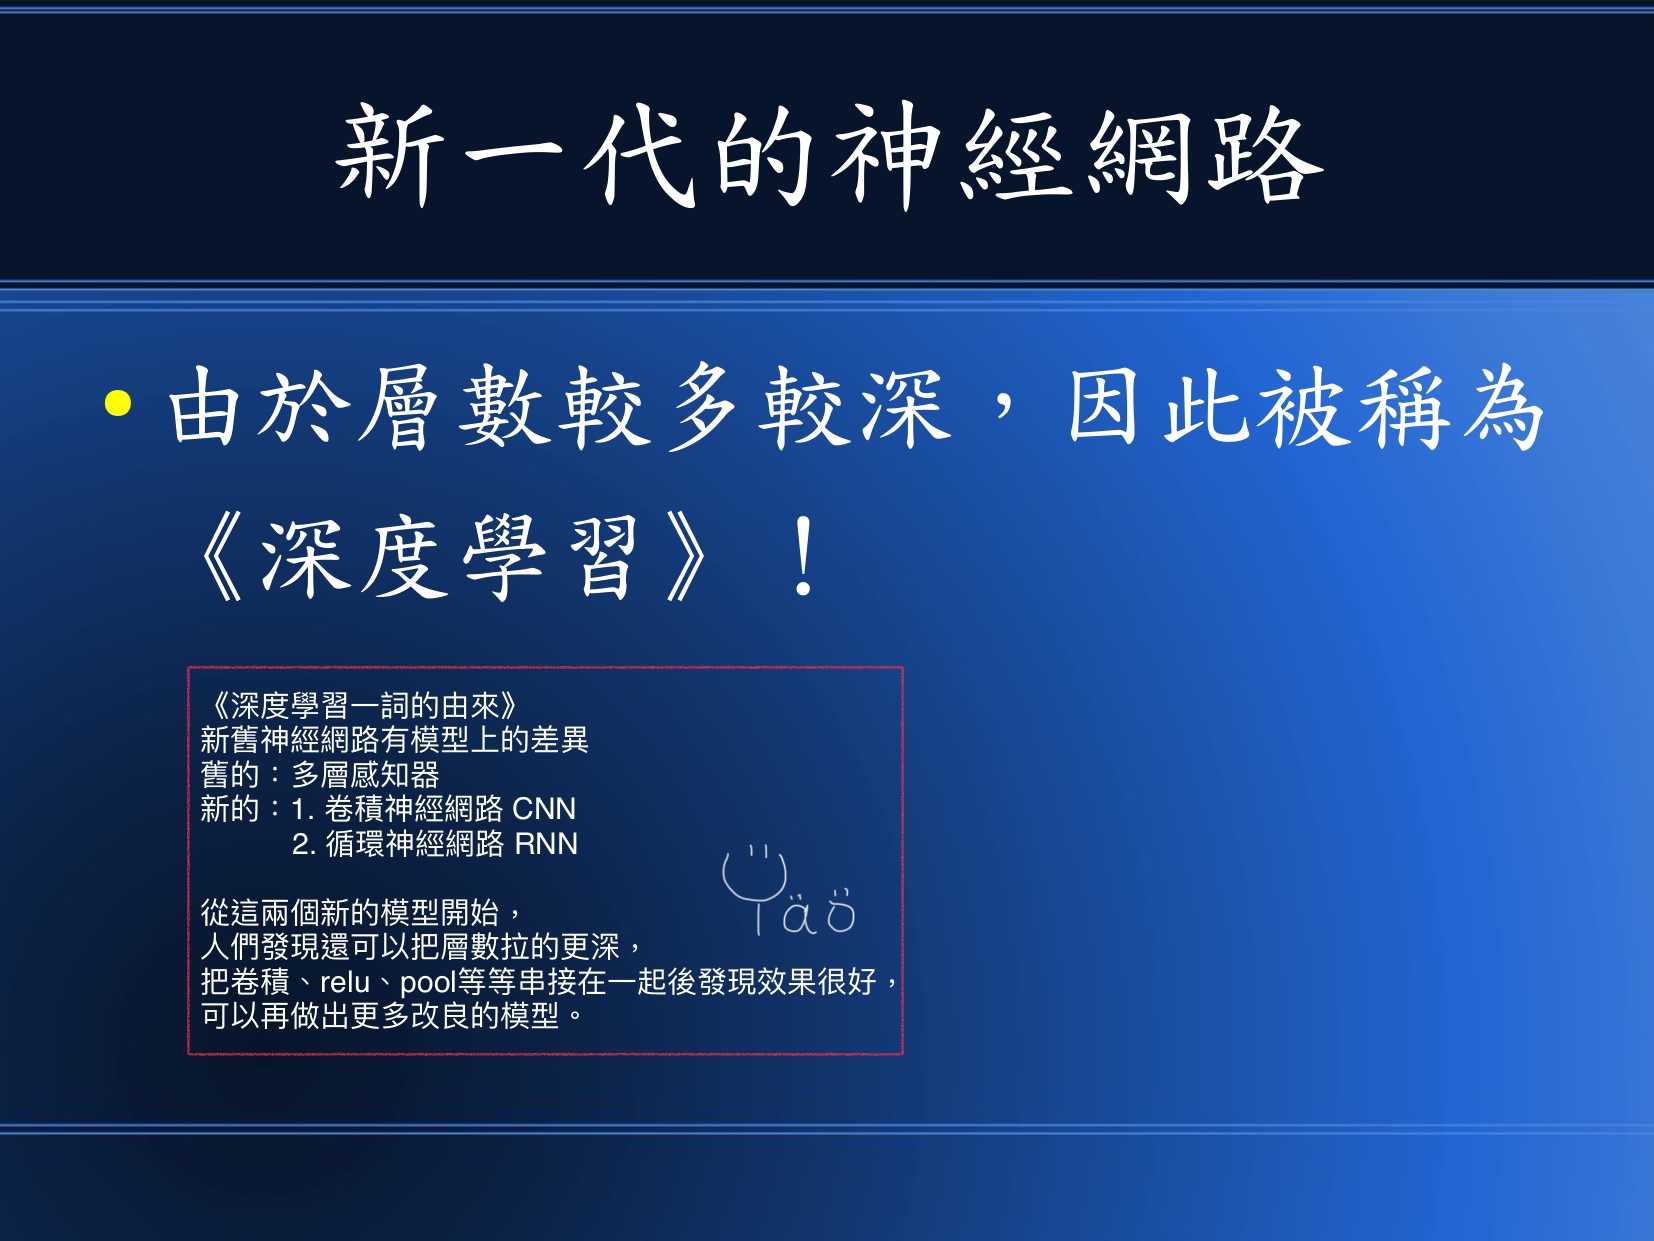 新一代的神經網路
• 由於層數較多較深，因此被稱為
《深度學習》！
《深度學習一詞的由來》
新舊神經網路有模型上的差異
舊的：多層感知器
新的：1. 卷積神經網路 CNN
2. 循環神經網路 RNN
從這兩個新的模型開始，
人們發現還可以把層數拉的更深，
把卷積、relu、pool等等串接在一起後發現效果很好，
可以再做出更多改良的模型。
Yäö